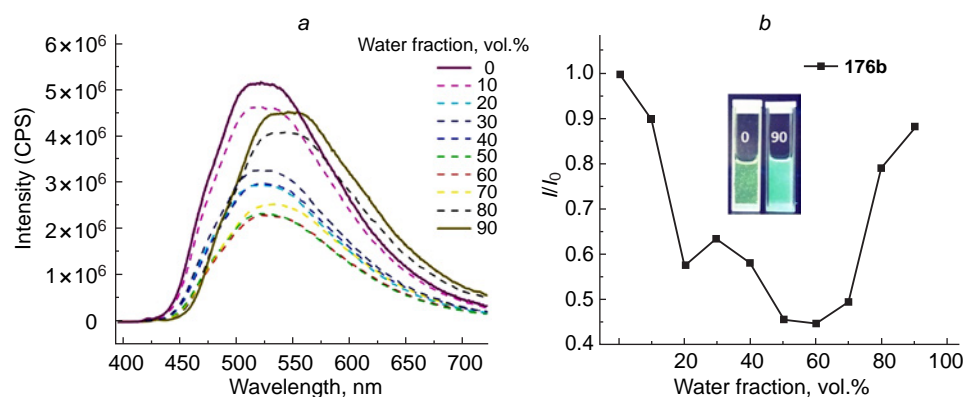 a
Intensity (CPS)
6×10⁶
5×10⁶
4×10⁶
3×10⁶
2×10⁶
1×10⁶
0
400 450 500 550 600 650 700
Wavelength, nm
Water fraction, vol.%
0
10
20
30
40
50
60
70
80
90
b
I/I₀
1.0
0.9
0.8
0.7
0.6
0.5
0.4
0 20 40 60 80 100
Water fraction, vol.%
176b
0 90